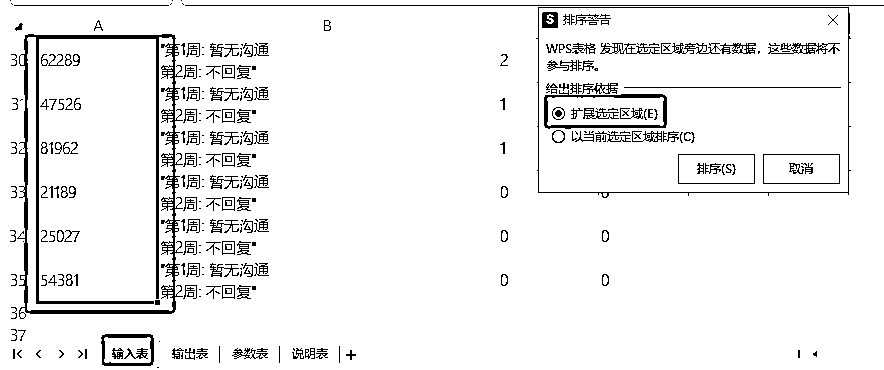 A B
30 62289 "第1周: 暂无沟通
第2周: 不回复" 2
31 47526 "第1周: 暂无沟通
第2周: 不回复" 1
32 81962 "第1周: 暂无沟通
第2周: 不回复" 1
33 21189 "第1周: 暂无沟通
第2周: 不回复" 0 0
34 25027 "第1周: 暂无沟通
第2周: 不回复" 0 0
35 54381 "第1周: 暂无沟通
第2周: 不回复" 0 0
36
37
S 排序警告
WPS表格 发现在选定区域旁边还有数据，这些数据将不
参与排序。
给出排序依据
扩展选定区域(E)
以当前选定区域排序(C)
排序(S) 取消
输入表 输出表 参数表 说明表 +